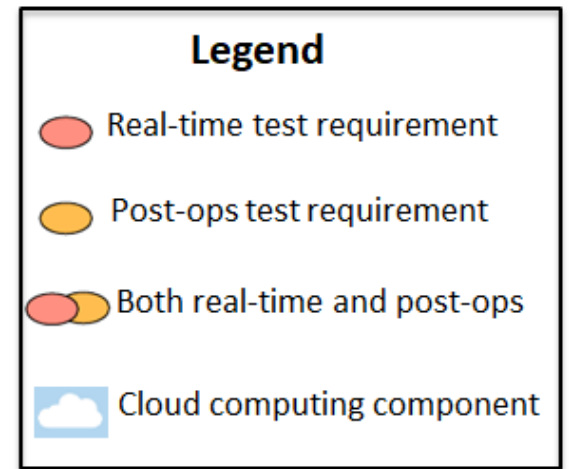 Legend
Real-time test requirement
Post-ops test requirement
Both real-time and post-ops
Cloud computing component